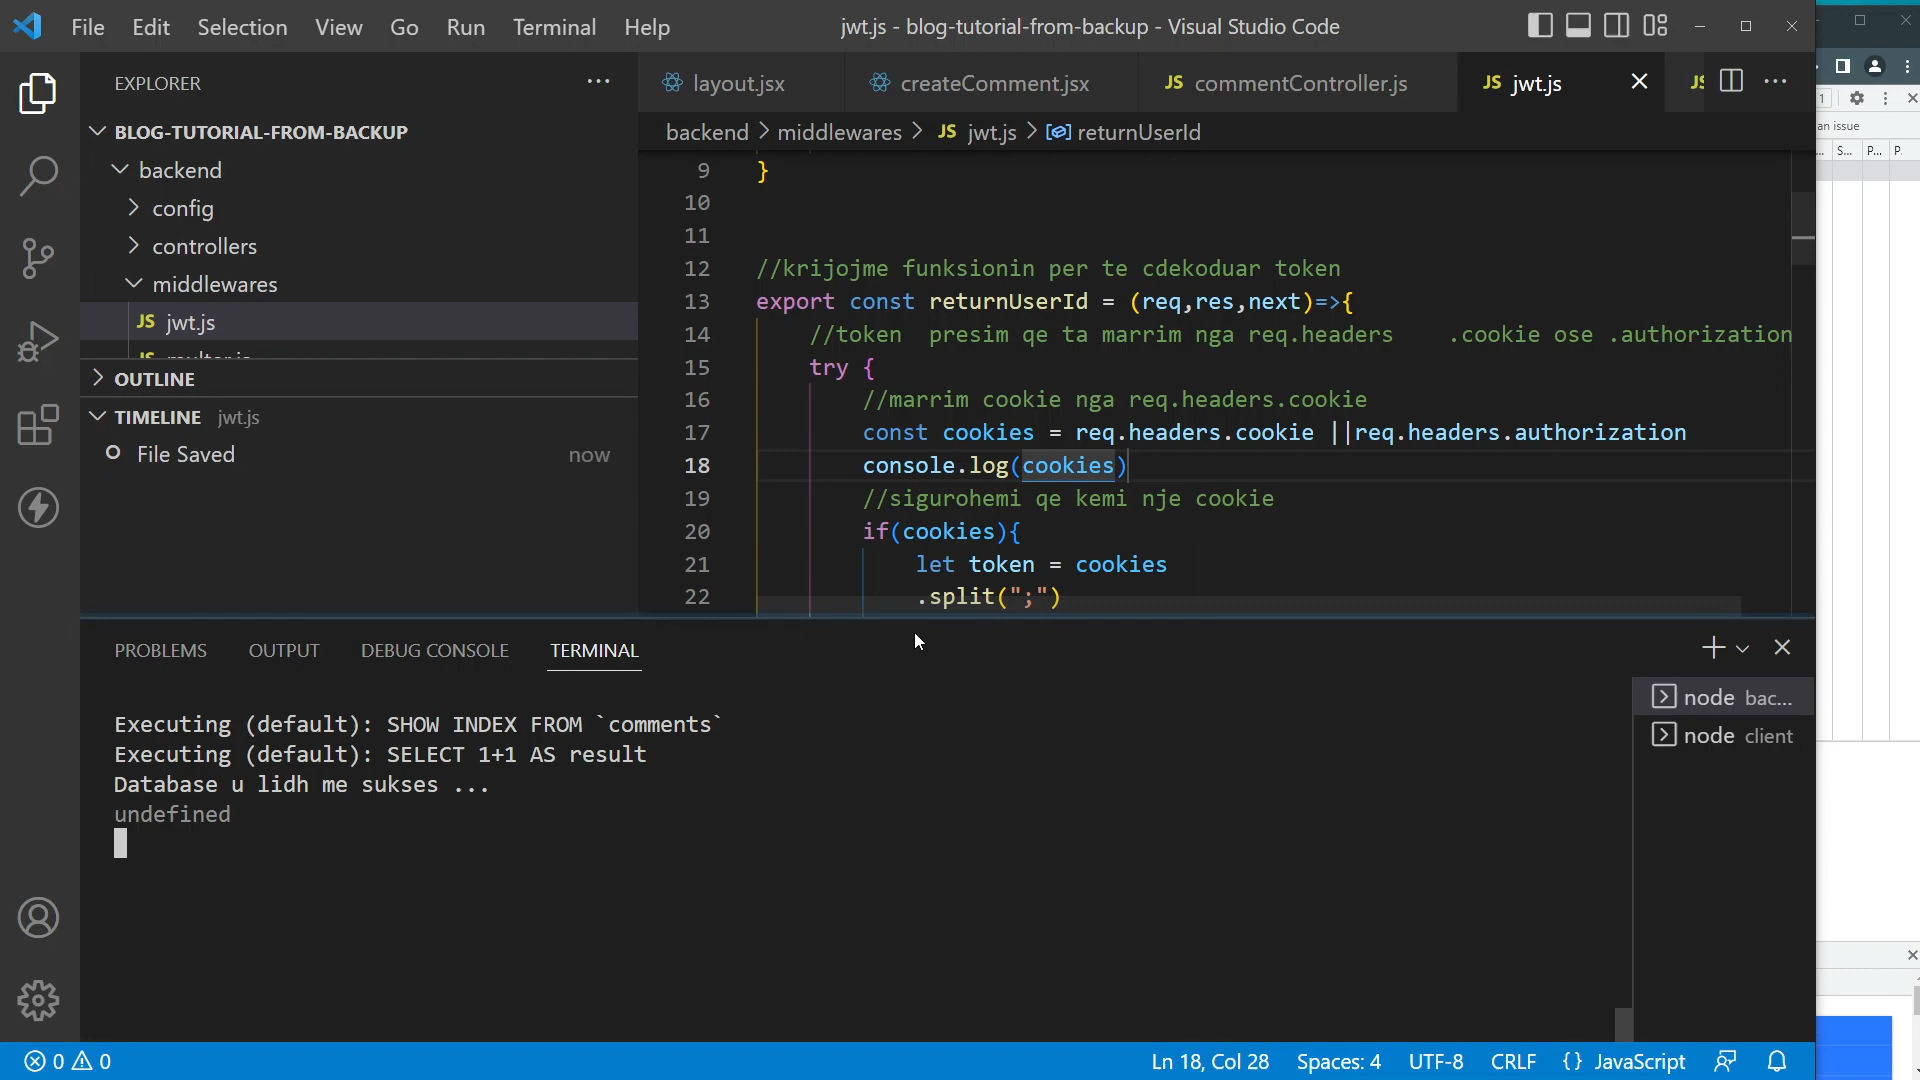 File Edit Selection View Go Run Terminal Help jwt.js - blog-tutorial-from-backup - Visual Studio Code
EXPLORER
BLOG-TUTORIAL-FROM-BACKUP
backend
config
controllers
middlewares
JS jwt.js
OUTLINE
TIMELINE jwt.js
File Saved now
layout.jsx createComment.jsx JS commentController.js JS jwt.js
backend > middlewares > JS jwt.js > returnUserId
9 }
10
11
12 //krijojme funksionin per te cdekoduar token
13 export const returnUserId = (req,res,next)=>{
14 //token presim qe ta marrim nga req.headers .cookie ose .authorization
15 try {
16 //marrim cookie nga req.headers.cookie
17 const cookies = req.headers.cookie ||req.headers.authorization
18 console.log(cookies)
19 //sigurohemi qe kemi nje cookie
20 if(cookies){
21 let token = cookies
22 .split(";")
PROBLEMS OUTPUT DEBUG CONSOLE TERMINAL
Executing (default): SHOW INDEX FROM `comments`
Executing (default): SELECT 1+1 AS result
Database u lidh me sukses ...
undefined
node bac...
node client
0 0
Ln 18, Col 28 Spaces: 4 UTF-8 CRLF {} JavaScript
an issue
S... P... P.